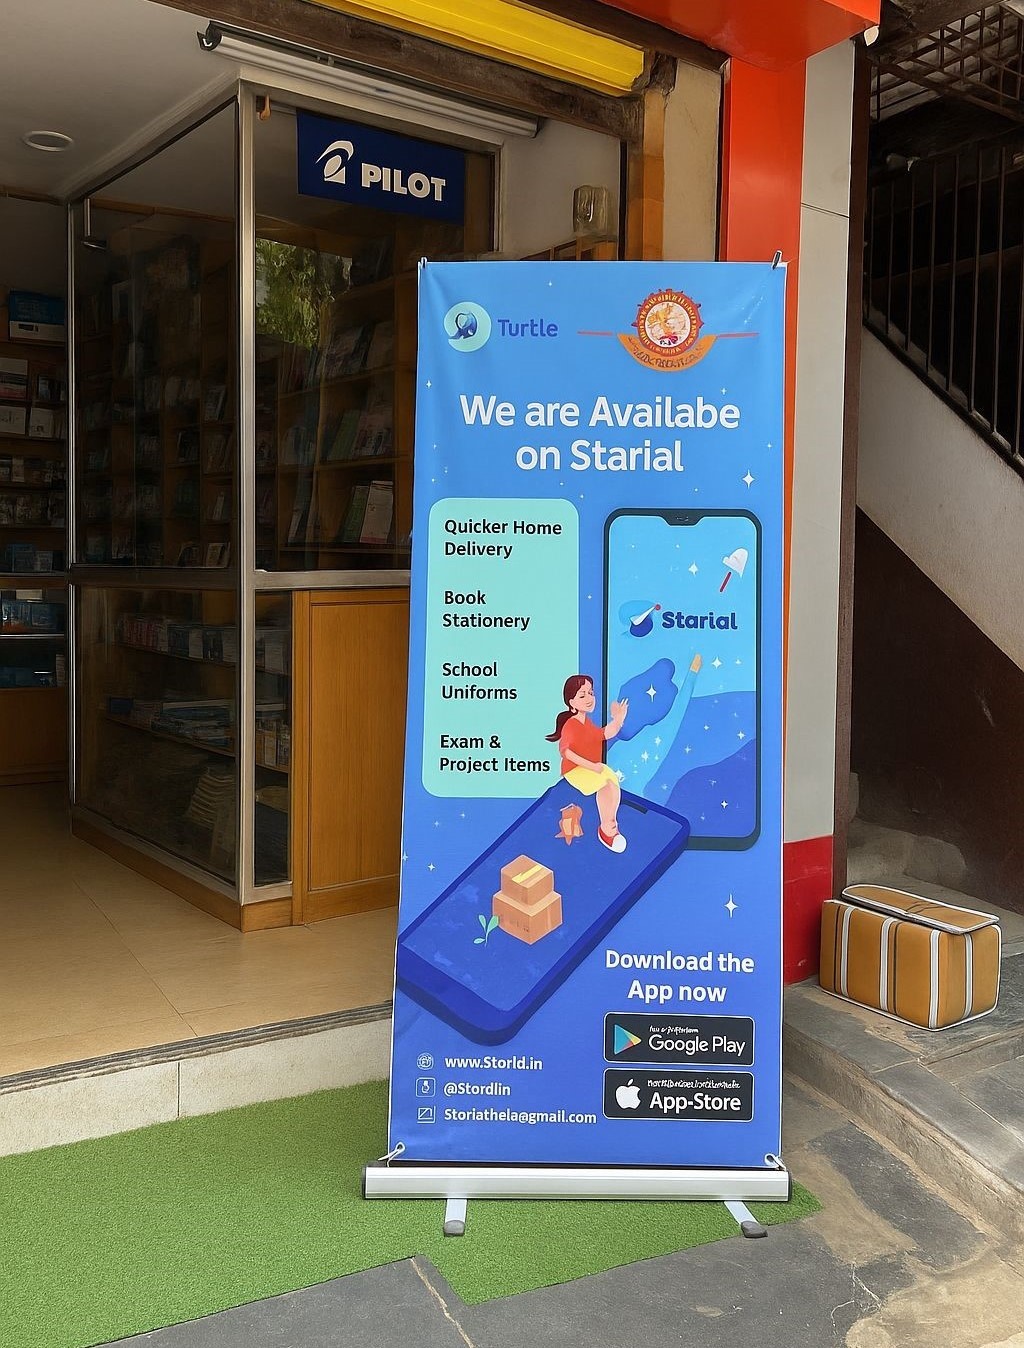 PILOT
Turtle
We are Availabe
on Starial
Quicker Home
Delivery
Book
Stationery
School
Uniforms
Exam &
Project Items
Starial
Download the
App now
Google Play
App-Store
www.Storld.in
@Stordlin
Storiathela@gmail.com